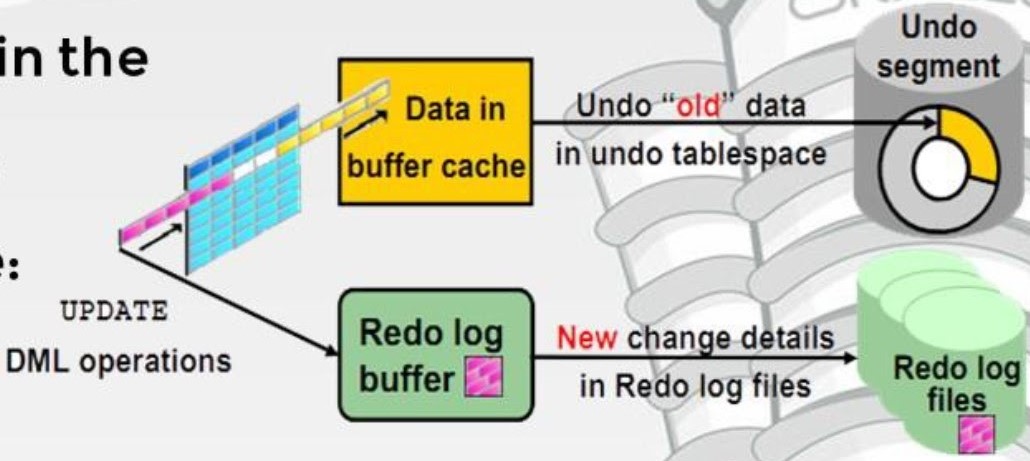 in the
e:
UPDATE
DML operations
Data in
buffer cache
Undo “old” data
in undo tablespace
Undo
segment
Redo log
buffer
New change details
in Redo log files
Redo log
files